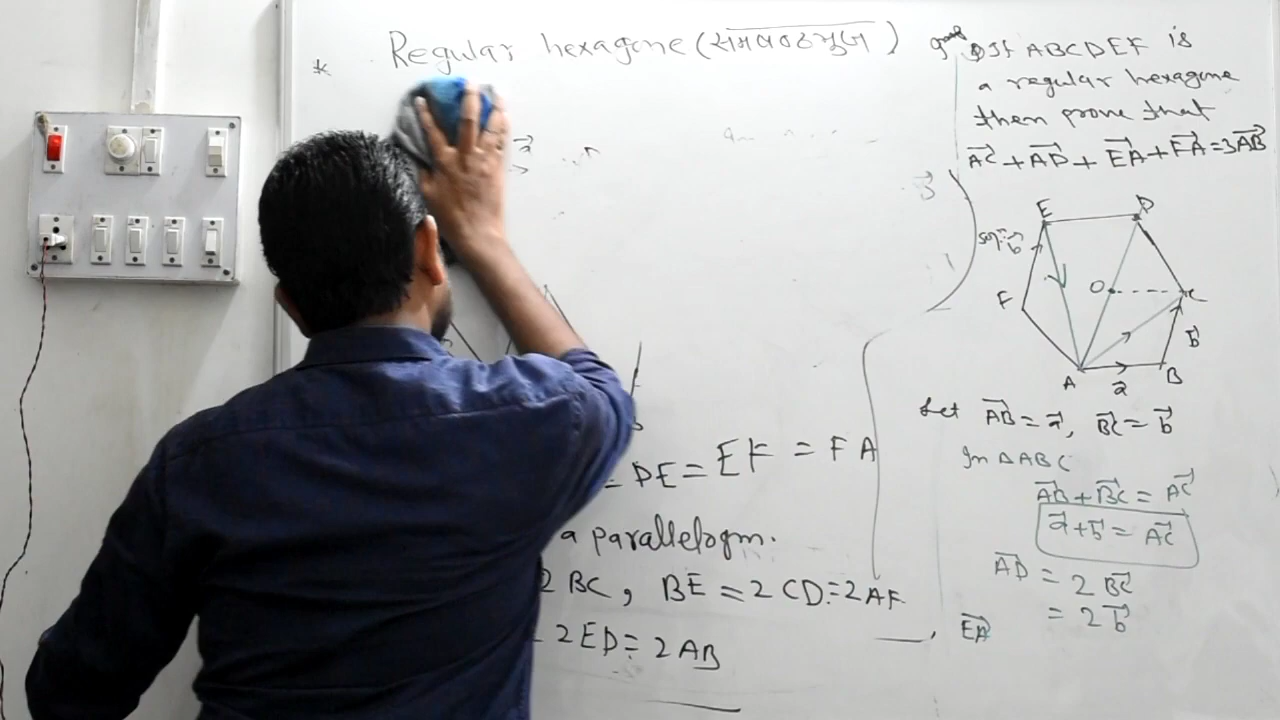 * Regular hexagone (समषट्भुज)
= DE = EF = FA
a parallelogm.
2 BC, BE = 2 CD = 2AF
2 ED = 2 AB
If ABCDEF is
a regular hexagone
then prove that
AC→ + AD→ + EA→ + FA→ = 3AB→
E D
b→
F O C
b→
A a→ B
Let AB→ = a→, BC→ = b→
In ΔABC
AB→ + BC→ = AC→
a→ + b→ = AC→
AD→ = 2 BC→
= 2 b→
EA→